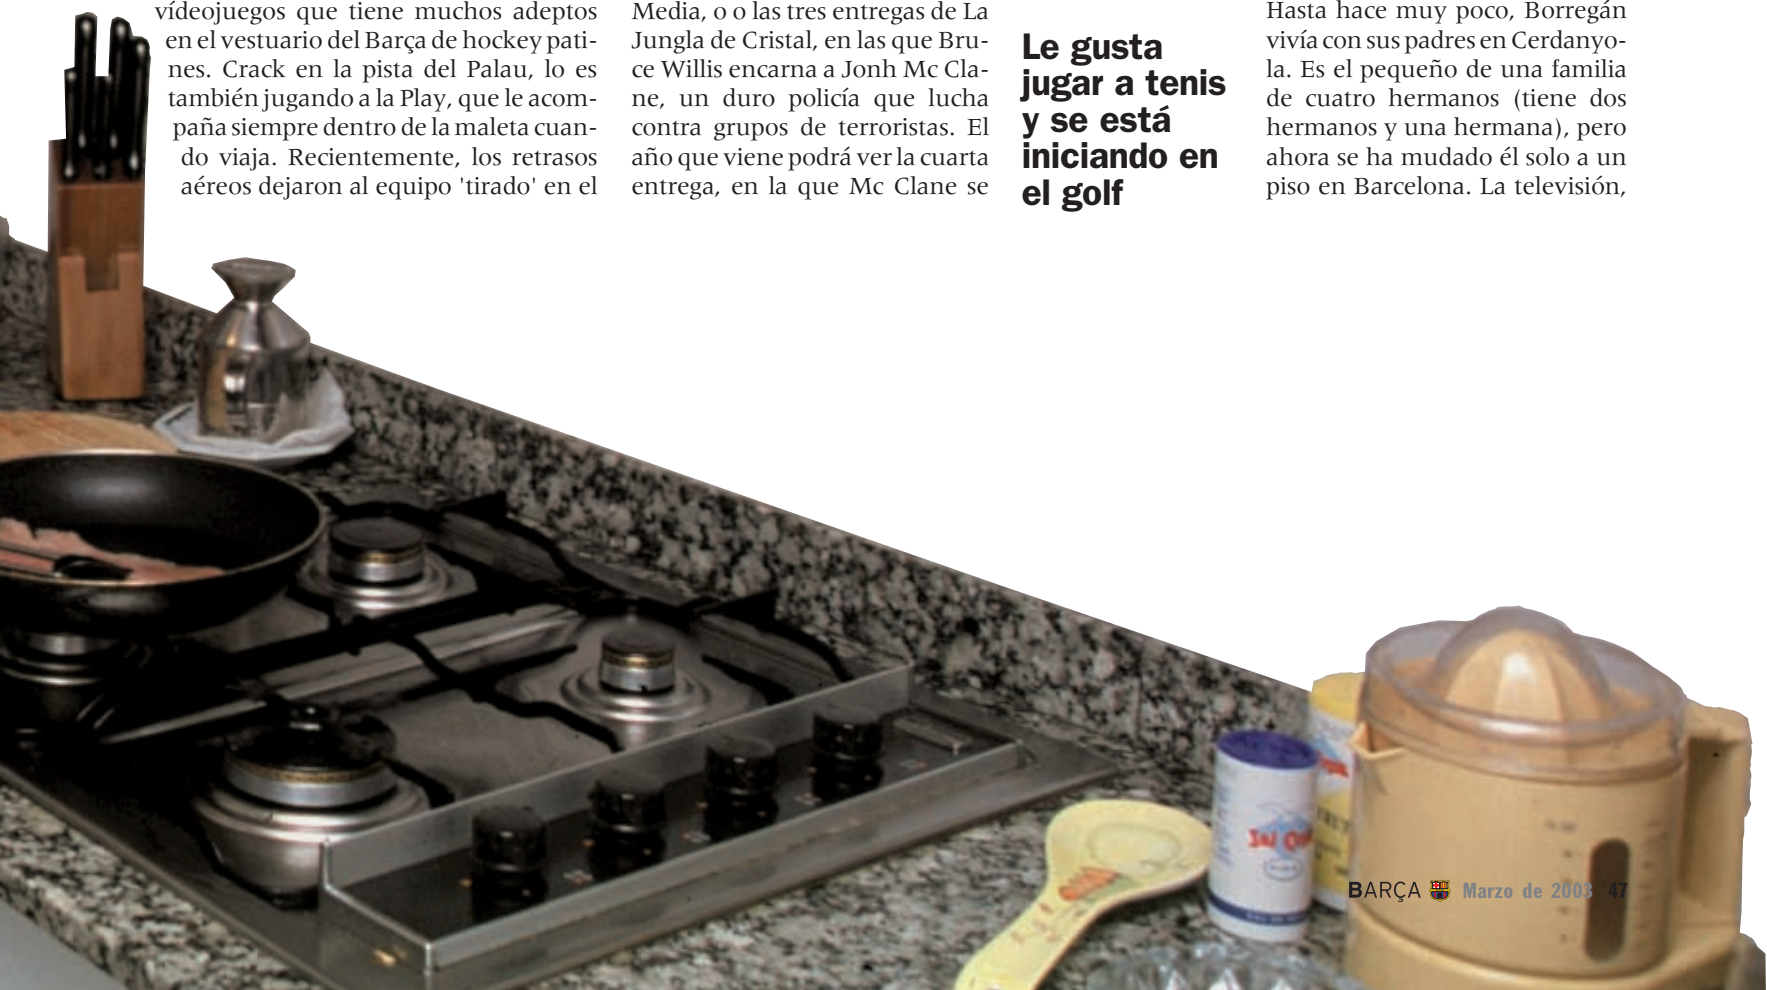 vídeojuegos que tiene muchos adeptos
en el vestuario del Barça de hockey pati-
nes. Crack en la pista del Palau, lo es
también jugando a la Play, que le acom-
paña siempre dentro de la maleta cuan-
do viaja. Recientemente, los retrasos
aéreos dejaron al equipo 'tirado' en el
Media, o o las tres entregas de La
Jungla de Cristal, en las que Bru-
ce Willis encarna a Jonh Mc Cla-
ne, un duro policía que lucha
contra grupos de terroristas. El
año que viene podrá ver la cuarta
entrega, en la que Mc Clane se
Le gusta
jugar a tenis
y se está
iniciando en
el golf
Hasta hace muy poco, Borregán
vivía con sus padres en Cerdanyo-
la. Es el pequeño de una familia
de cuatro hermanos (tiene dos
hermanos y una hermana), pero
ahora se ha mudado él solo a un
piso en Barcelona. La televisión,
BARÇA Marzo de 2003 47